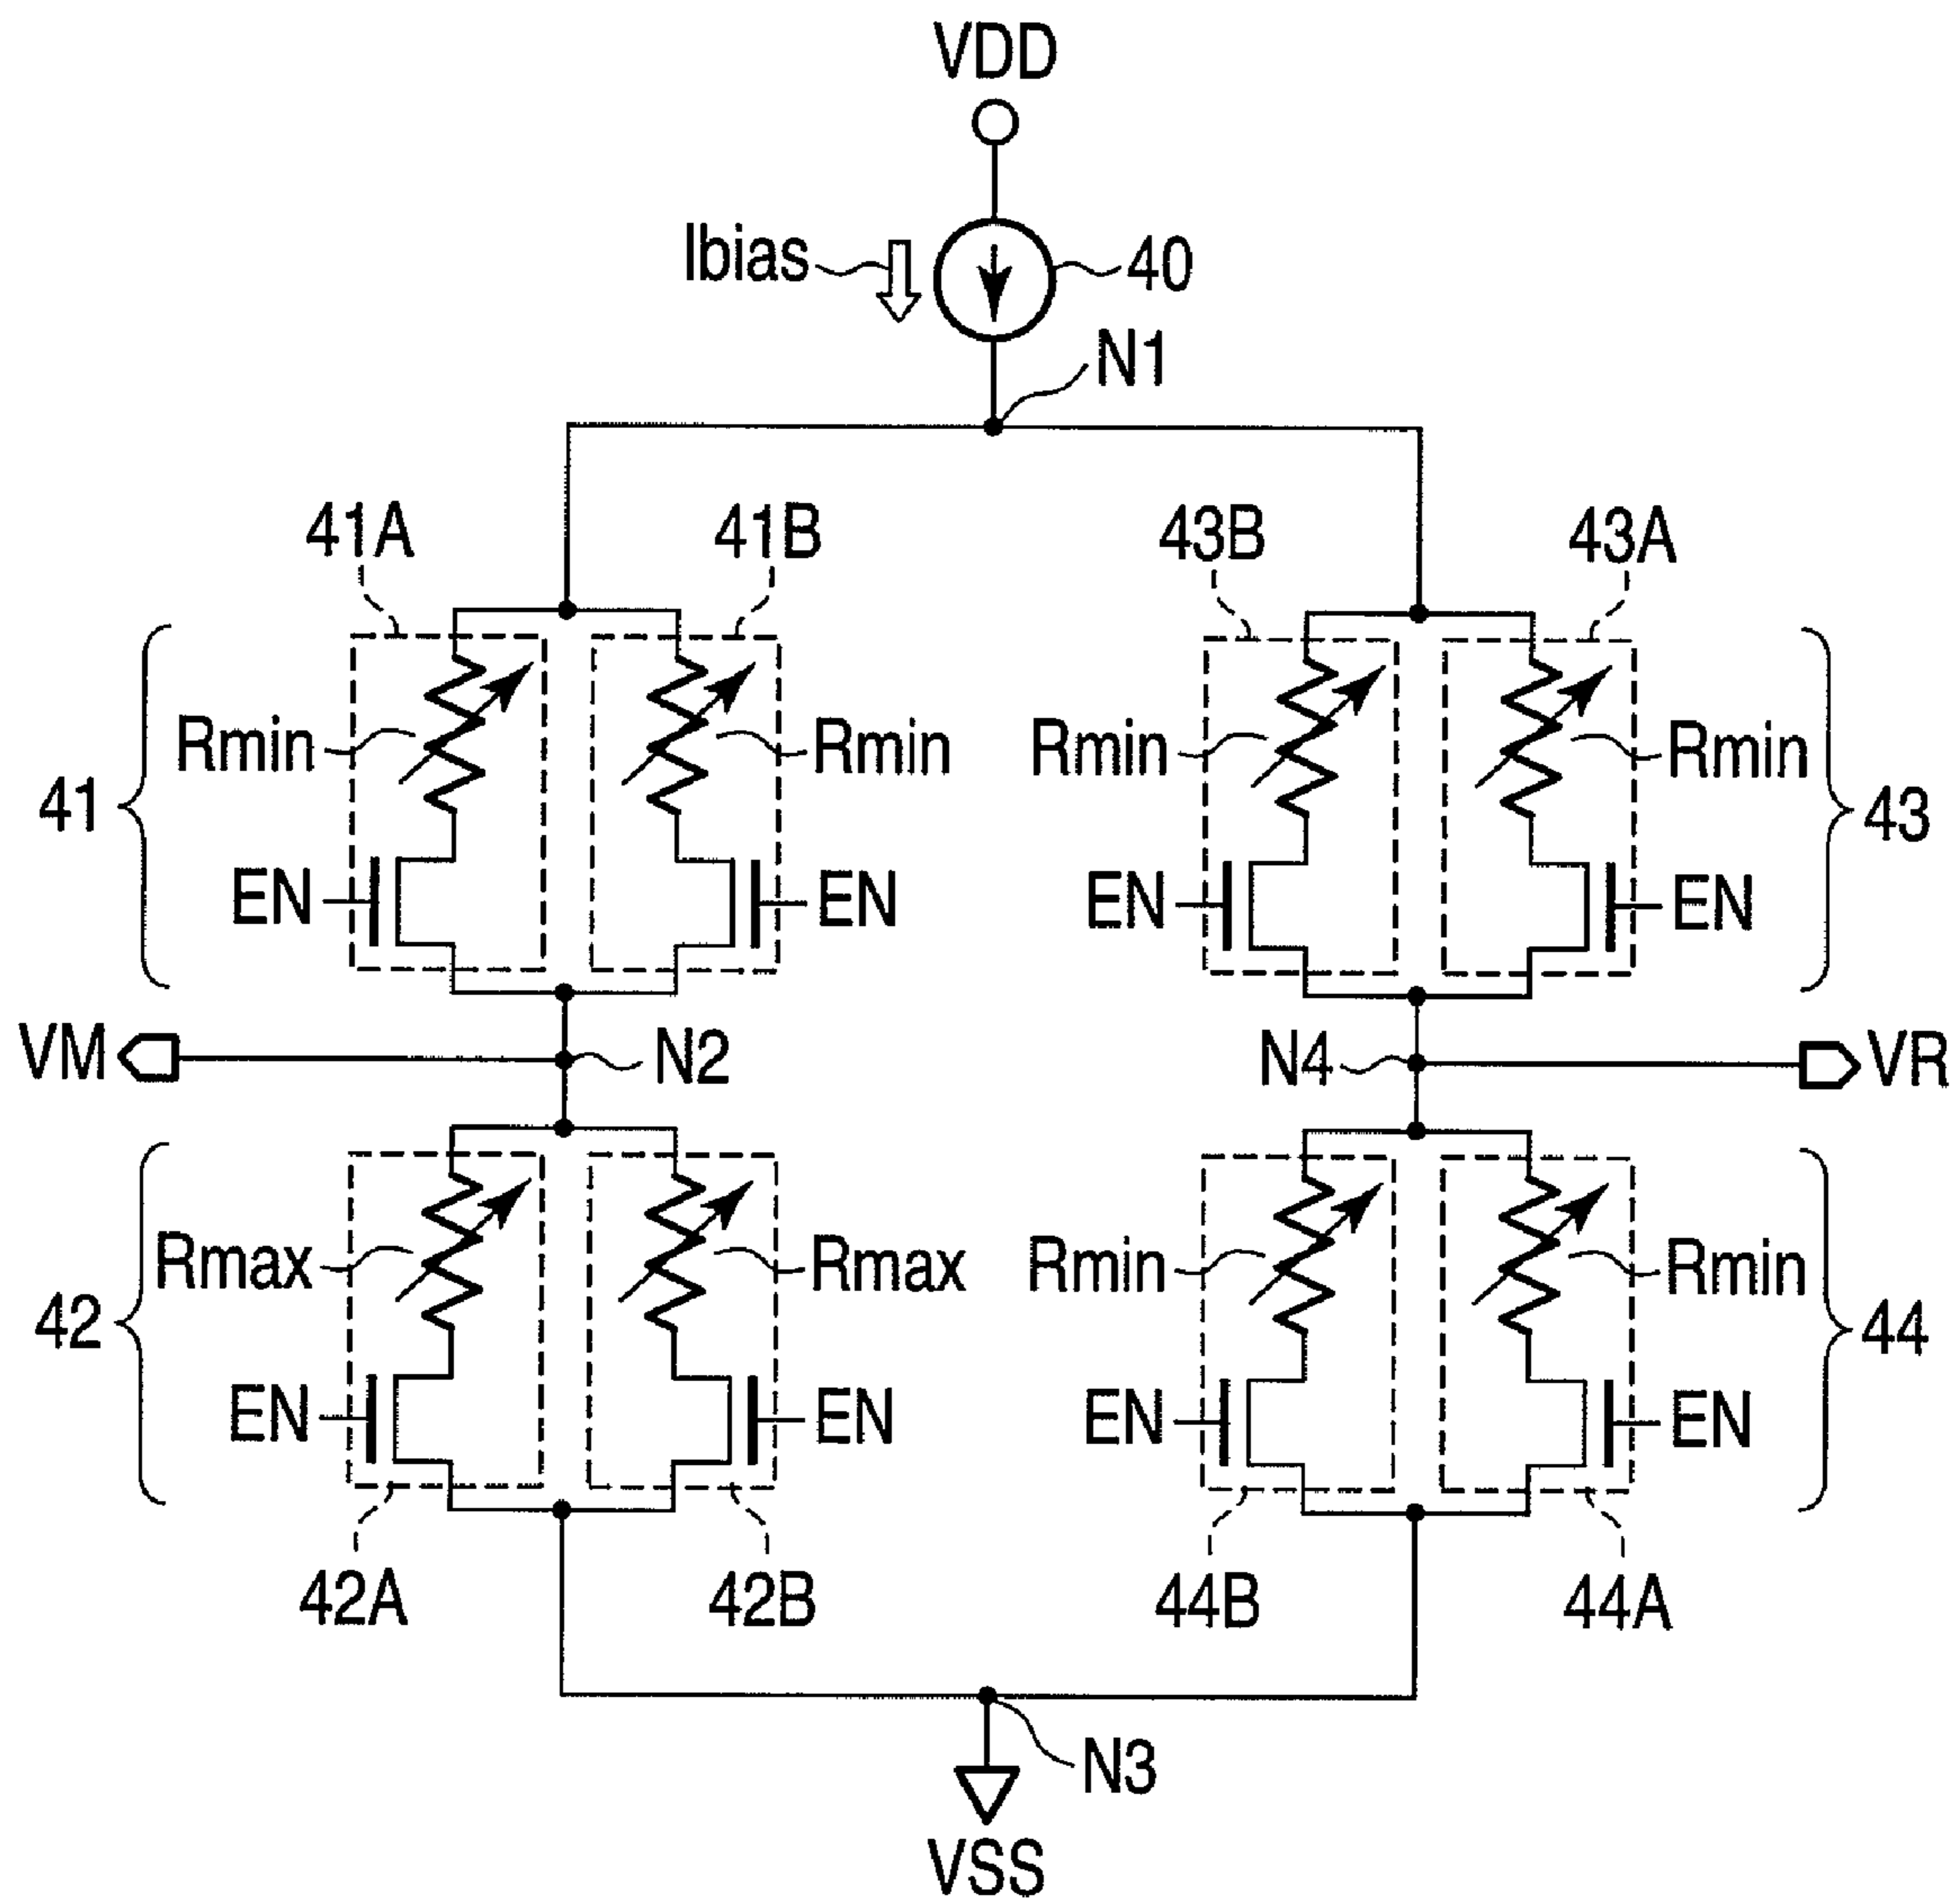 VDD
Ibias
40
N1
41A
41B
43B
43A
Rmin
Rmin
Rmin
Rmin
41
43
EN
EN
EN
EN
VM
N2
N4
VR
Rmax
Rmax
Rmin
Rmin
42
44
EN
EN
EN
EN
42A
42B
44B
44A
N3
VSS